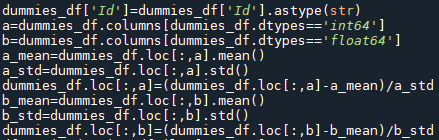 dummies_df['Id']=dummies_df['Id'].astype(str)
a=dummies_df.columns[dummies_df.dtypes=='int64']
b=dummies_df.columns[dummies_df.dtypes=='float64']
a_mean=dummies_df.loc[:,a].mean()
a_std=dummies_df.loc[:,a].std()
dummies_df.loc[:,a]=(dummies_df.loc[:,a]-a_mean)/a_std
b_mean=dummies_df.loc[:,b].mean()
b_std=dummies_df.loc[:,b].std()
dummies_df.loc[:,b]=(dummies_df.loc[:,b]-b_mean)/b_std